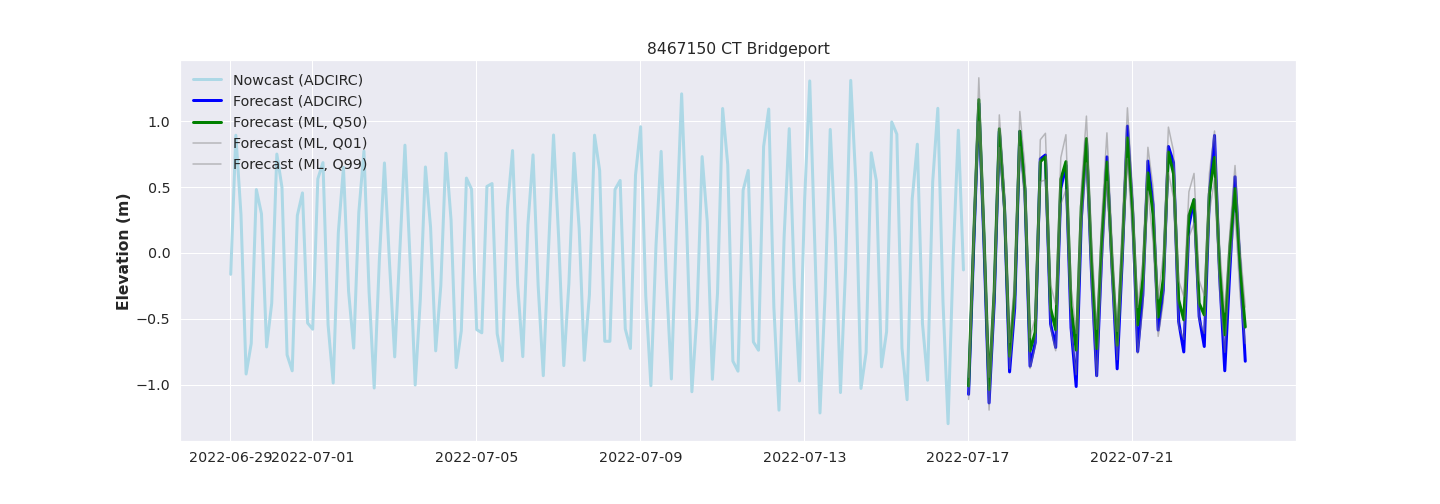 8467150 CT Bridgeport
Nowcast (ADCIRC)
Forecast (ADCIRC)
Forecast (ML, Q50)
Forecast (ML, Q01)
Forecast (ML, Q99)
Elevation (m)
1.0
0.5
0.0
−0.5
−1.0
2022-06-29
2022-07-01
2022-07-05
2022-07-09
2022-07-13
2022-07-17
2022-07-21